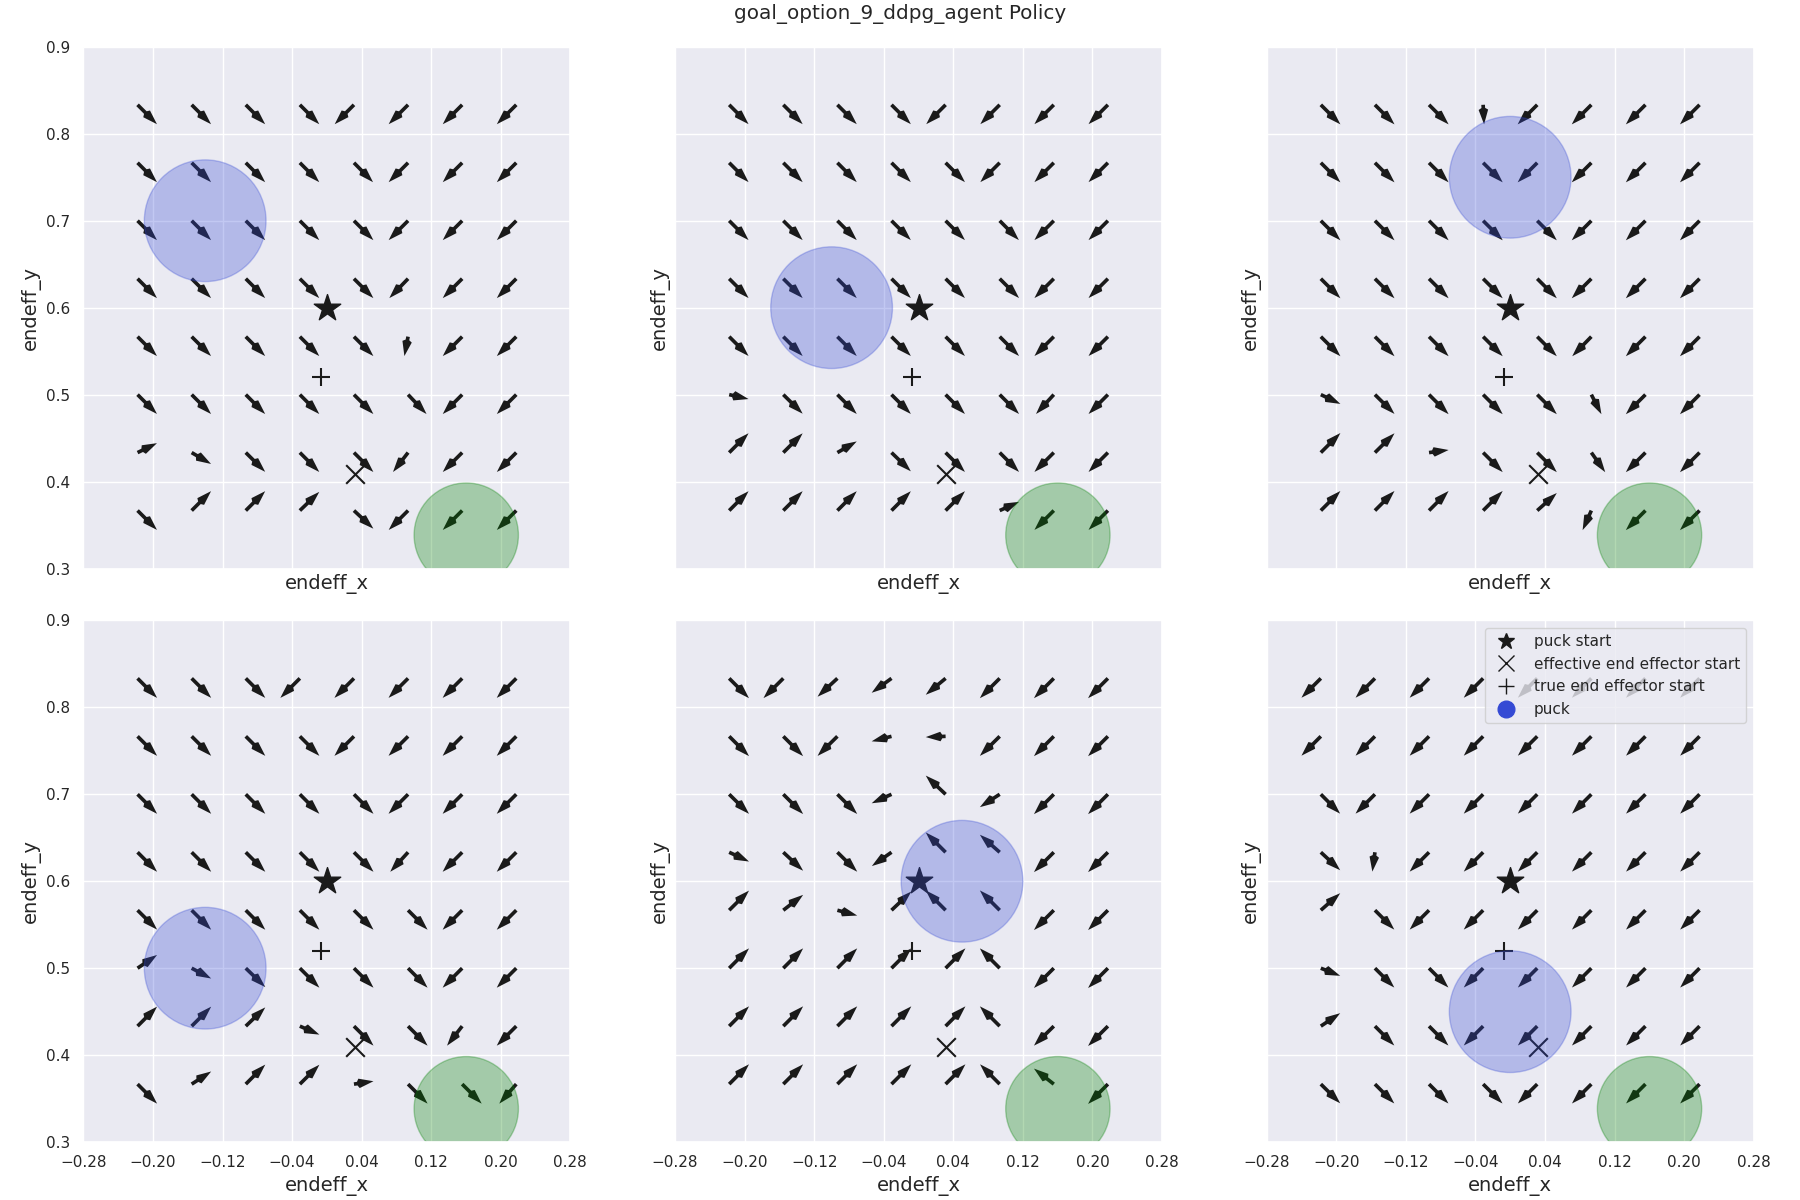 goal_option_9_ddpg_agent Policy
0.9
0.8
0.7
0.6
0.5
0.4
0.3
endeff_y
endeff_x
endeff_y
endeff_x
endeff_y
endeff_x
0.9
0.8
0.7
0.6
0.5
0.4
0.3
endeff_y
−0.28 −0.20 −0.12 −0.04 0.04 0.12 0.20 0.28
endeff_x
endeff_y
−0.28 −0.20 −0.12 −0.04 0.04 0.12 0.20 0.28
endeff_x
puck start
effective end effector start
true end effector start
puck
endeff_y
−0.28 −0.20 −0.12 −0.04 0.04 0.12 0.20 0.28
endeff_x